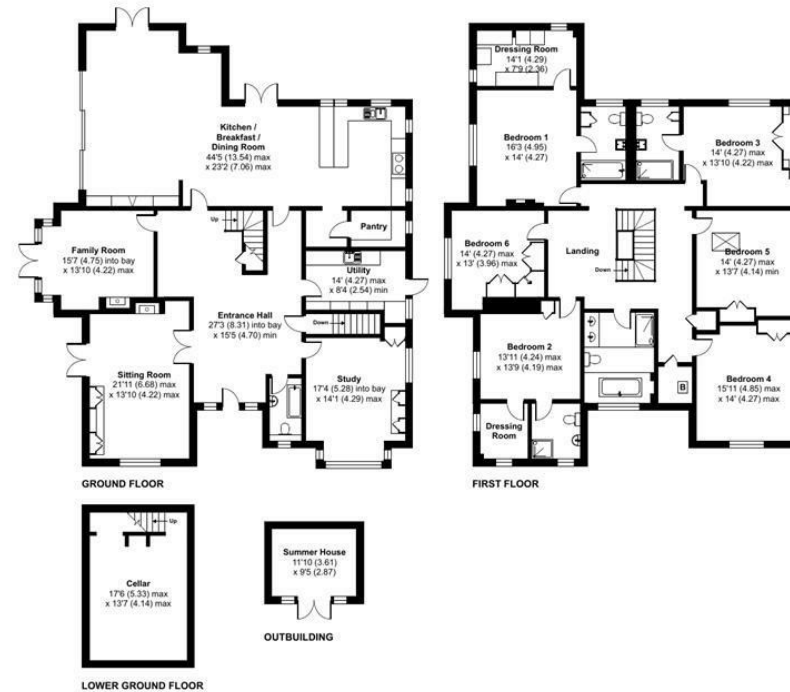 Kitchen /
Breakfast /
Dining Room
44'5 (13.54) max
x 23'2 (7.06) max
Up
Pantry
Family Room
15'7 (4.75) into bay
x 13'10 (4.22) max
Utility
14' (4.27) max
x 8'4 (2.54) min
Entrance Hall
27'3 (8.31) into bay
x 15'5 (4.70) min
Down
Sitting Room
21'11 (6.68) max
x 13'10 (4.22) max
Study
17'4 (5.28) into bay
x 14'1 (4.29) max
GROUND FLOOR
Dressing Room
14'1 (4.29)
x 7'9 (2.36)
Bedroom 1
16'3 (4.95)
x 14' (4.27)
Bedroom 3
14' (4.27) max
x 13'10 (4.22) max
Bedroom 6
14' (4.27) max
x 13' (3.96) max
Landing
Down
Bedroom 5
14' (4.27) max
x 13'7 (4.14) min
Bedroom 2
13'11 (4.24) max
x 13'9 (4.19) max
B
Bedroom 4
15'11 (4.85) max
x 14' (4.27) max
Dressing
Room
FIRST FLOOR
Up
Cellar
17'6 (5.33) max
x 13'7 (4.14) max
LOWER GROUND FLOOR
Summer House
11'10 (3.61)
x 9'5 (2.87)
OUTBUILDING